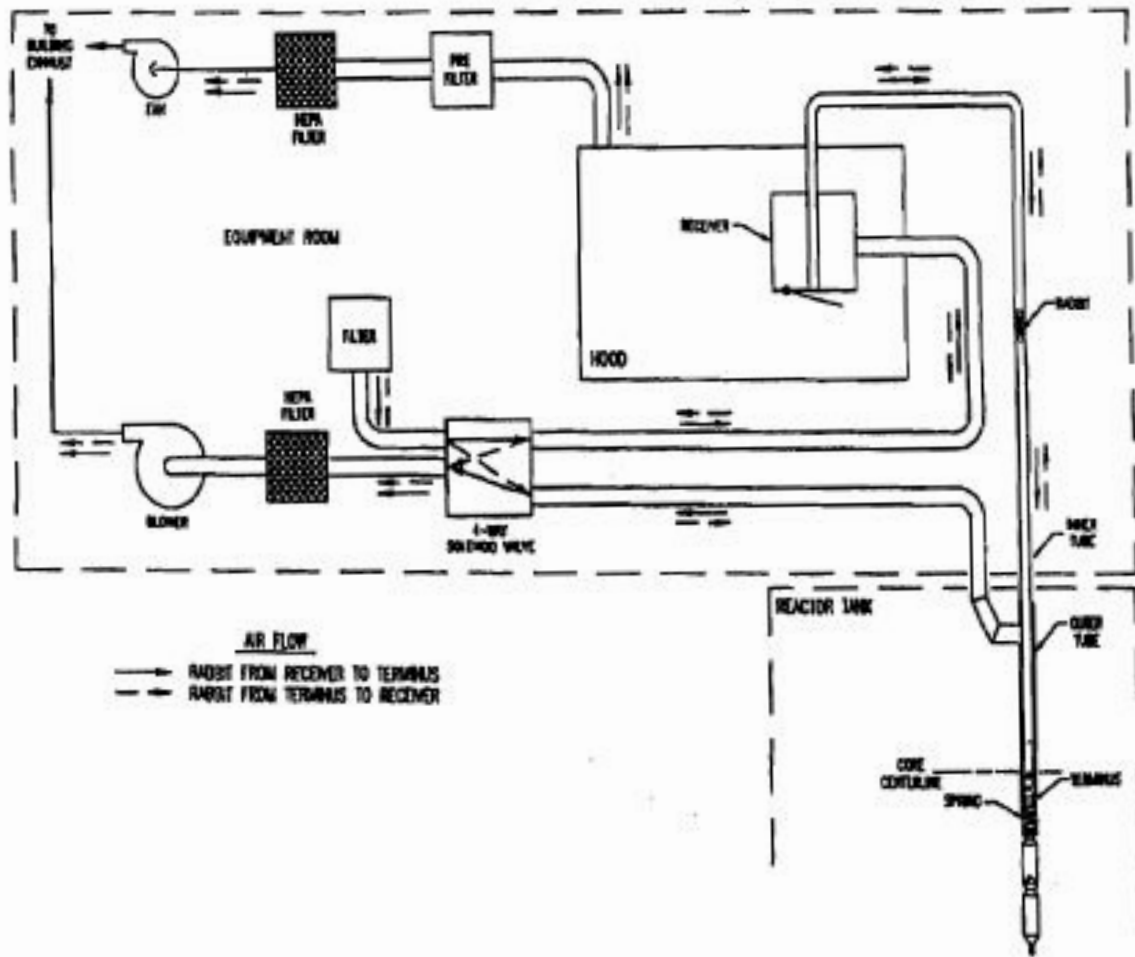 TO
BUILDING
EXHAUST
FAN
HEPA
FILTER
PRE
FILTER
EQUIPMENT ROOM
RECEIVER
RABBIT
HOOD
FILTER
HEPA
FILTER
BLOWER
4-WAY
SOLENOID VALVE
INNER
TUBE
REACTOR TANK
OUTER
TUBE
AIR FLOW
RABBIT FROM RECEIVER TO TERMINUS
RABBIT FROM TERMINUS TO RECEIVER
CORE
CENTERLINE
TERMINUS
SPRING